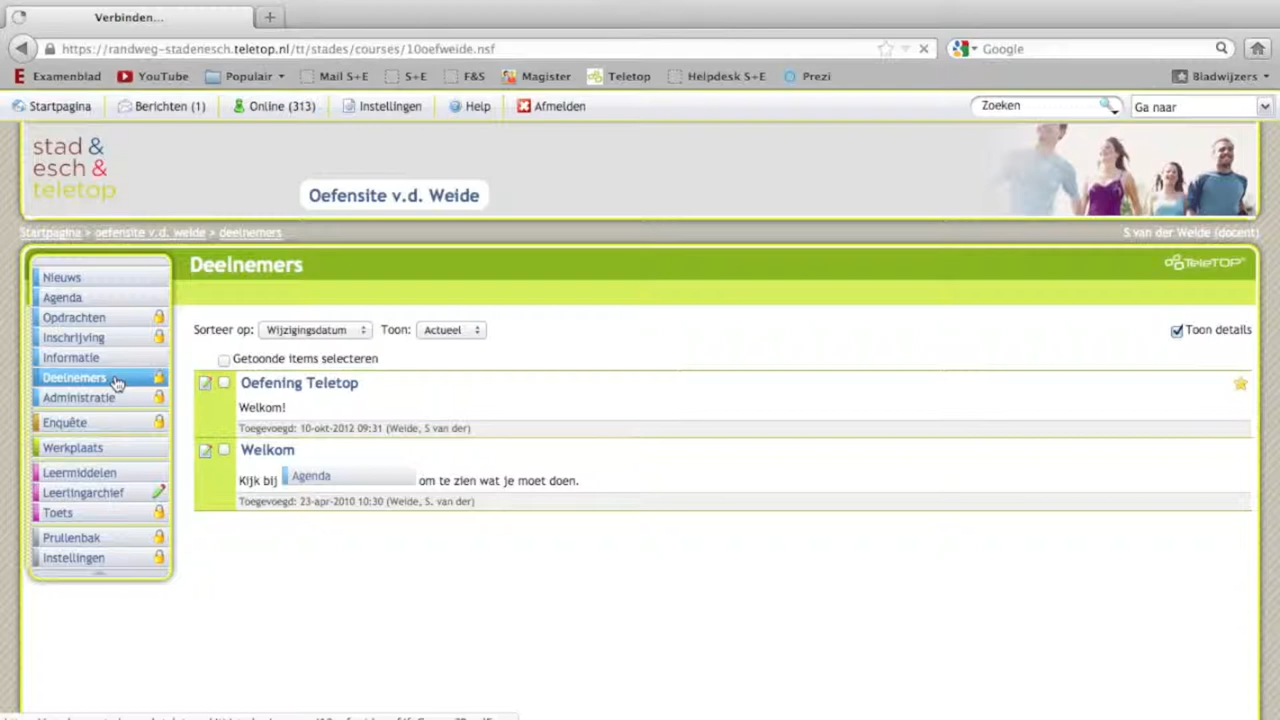 Verbinden...
https://randweg-stadenesch.teletop.nl/tt/stades/courses/10oefweide.nsf
Google
Examenblad YouTube Populair Mail S+E S+E F&S Magister Teletop Helpdesk S+E Prezi Bladwijzers
Startpagina Berichten (1) Online (313) Instellingen Help Afmelden Zoeken Ga naar
stad &
esch &
teletop
Oefensite v.d. Weide
Startpagina > oefensite v.d. weide > deelnemers
S van der Weide (docent)
Deelnemers
TeleTOP
Nieuws
Agenda
Opdrachten
Inschrijving
Informatie
Deelnemers
Administratie
Enquête
Werkplaats
Leermiddelen
Leerlingarchief
Toets
Prullenbak
Instellingen
Sorteer op: Wijzigingsdatum Toon: Actueel Toon details
Getoonde items selecteren
Oefening Teletop
Welkom!
Toegevoegd: 10-okt-2012 09:31 (Weide, S van der)
Welkom
Kijk bij Agenda om te zien wat je moet doen.
Toegevoegd: 23-apr-2010 10:30 (Weide, S. van der)